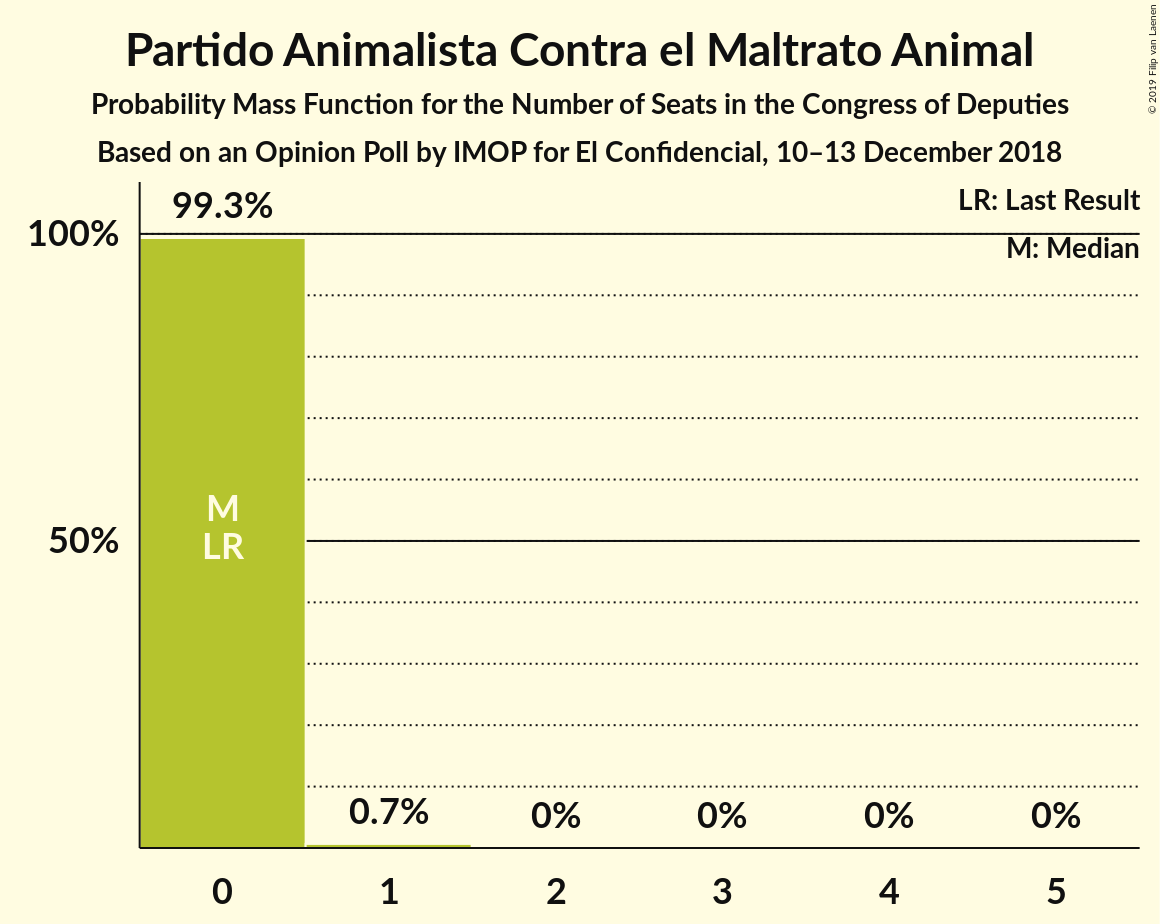 Partido Animalista Contra el Maltrato Animal
Probability Mass Function for the Number of Seats in the Congress of Deputies
Based on an Opinion Poll by IMOP for El Confidencial, 10–13 December 2018
© 2019 Filip van Laenen
LR: Last Result
M: Median
99.3%
100%
50%
M
LR
0.7%
0%
0%
0%
0%
0
1
2
3
4
5